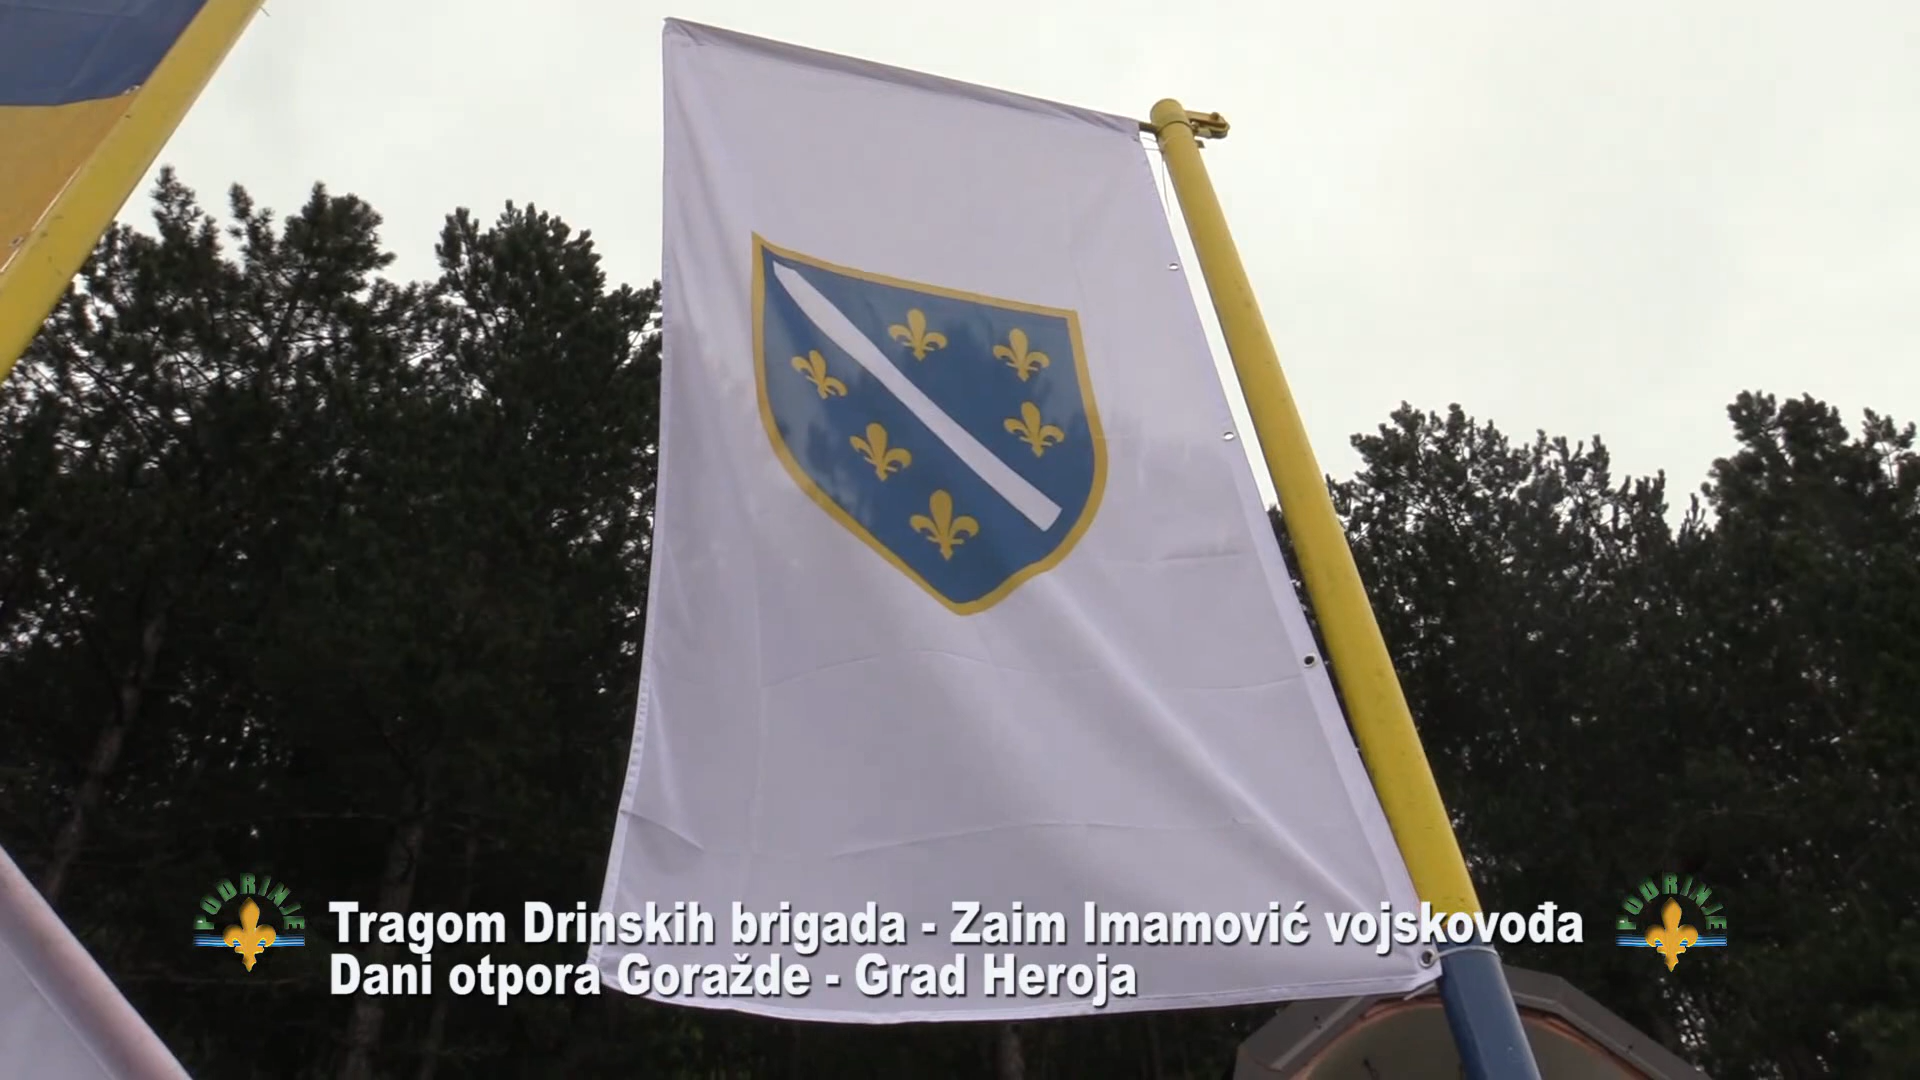 PODRINJE
Tragom Drinskih brigada - Zaim Imamović vojskovođa
Dani otpora Goražde - Grad Heroja
PODRINJE